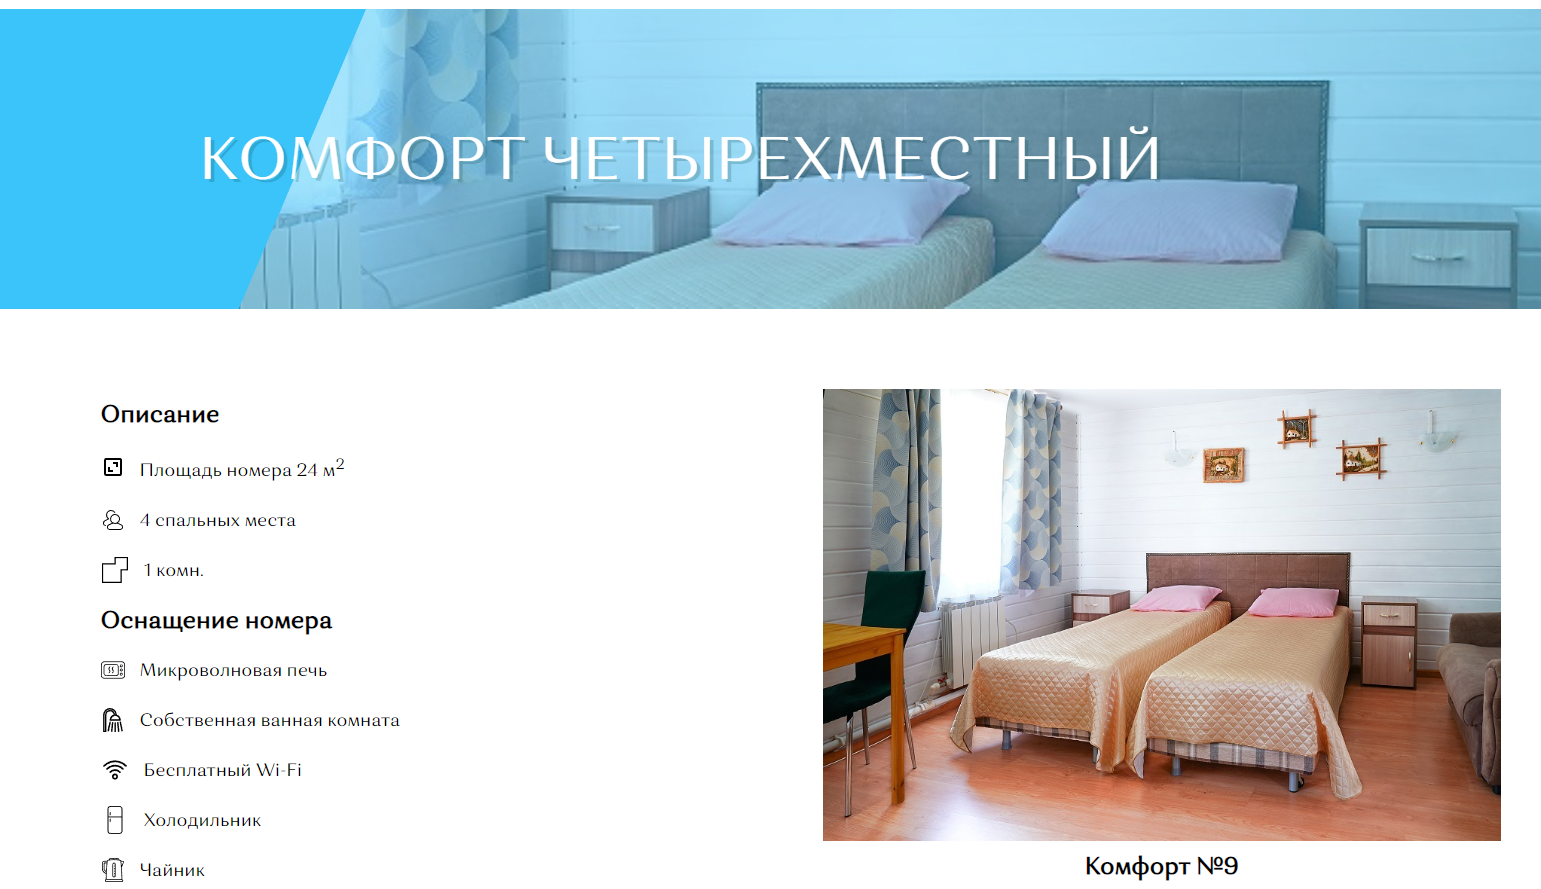 КОМФОРТ ЧЕТЫРЕХМЕСТНЫЙ
Описание
Площадь номера 24 м²
4 спальных места
1 комн.
Оснащение номера
Микроволновая печь
Собственная ванная комната
Бесплатный Wi-Fi
Холодильник
Чайник
Комфорт №9